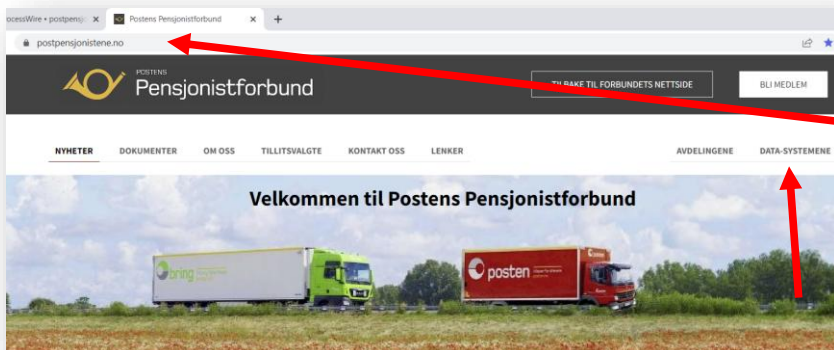 ocessWire • postpensj
Postens Pensjonistforbund
postpensjonistene.no
POSTENS
Pensjonistforbund
TILBAKE TIL FORBUNDETS NETTSIDE
BLI MEDLEM
NYHETER DOKUMENTER OM OSS TILLITSVALGTE KONTAKT OSS LENKER AVDELINGENE DATA-SYSTEMENE
Velkommen til Postens Pensjonistforbund
bring
posten